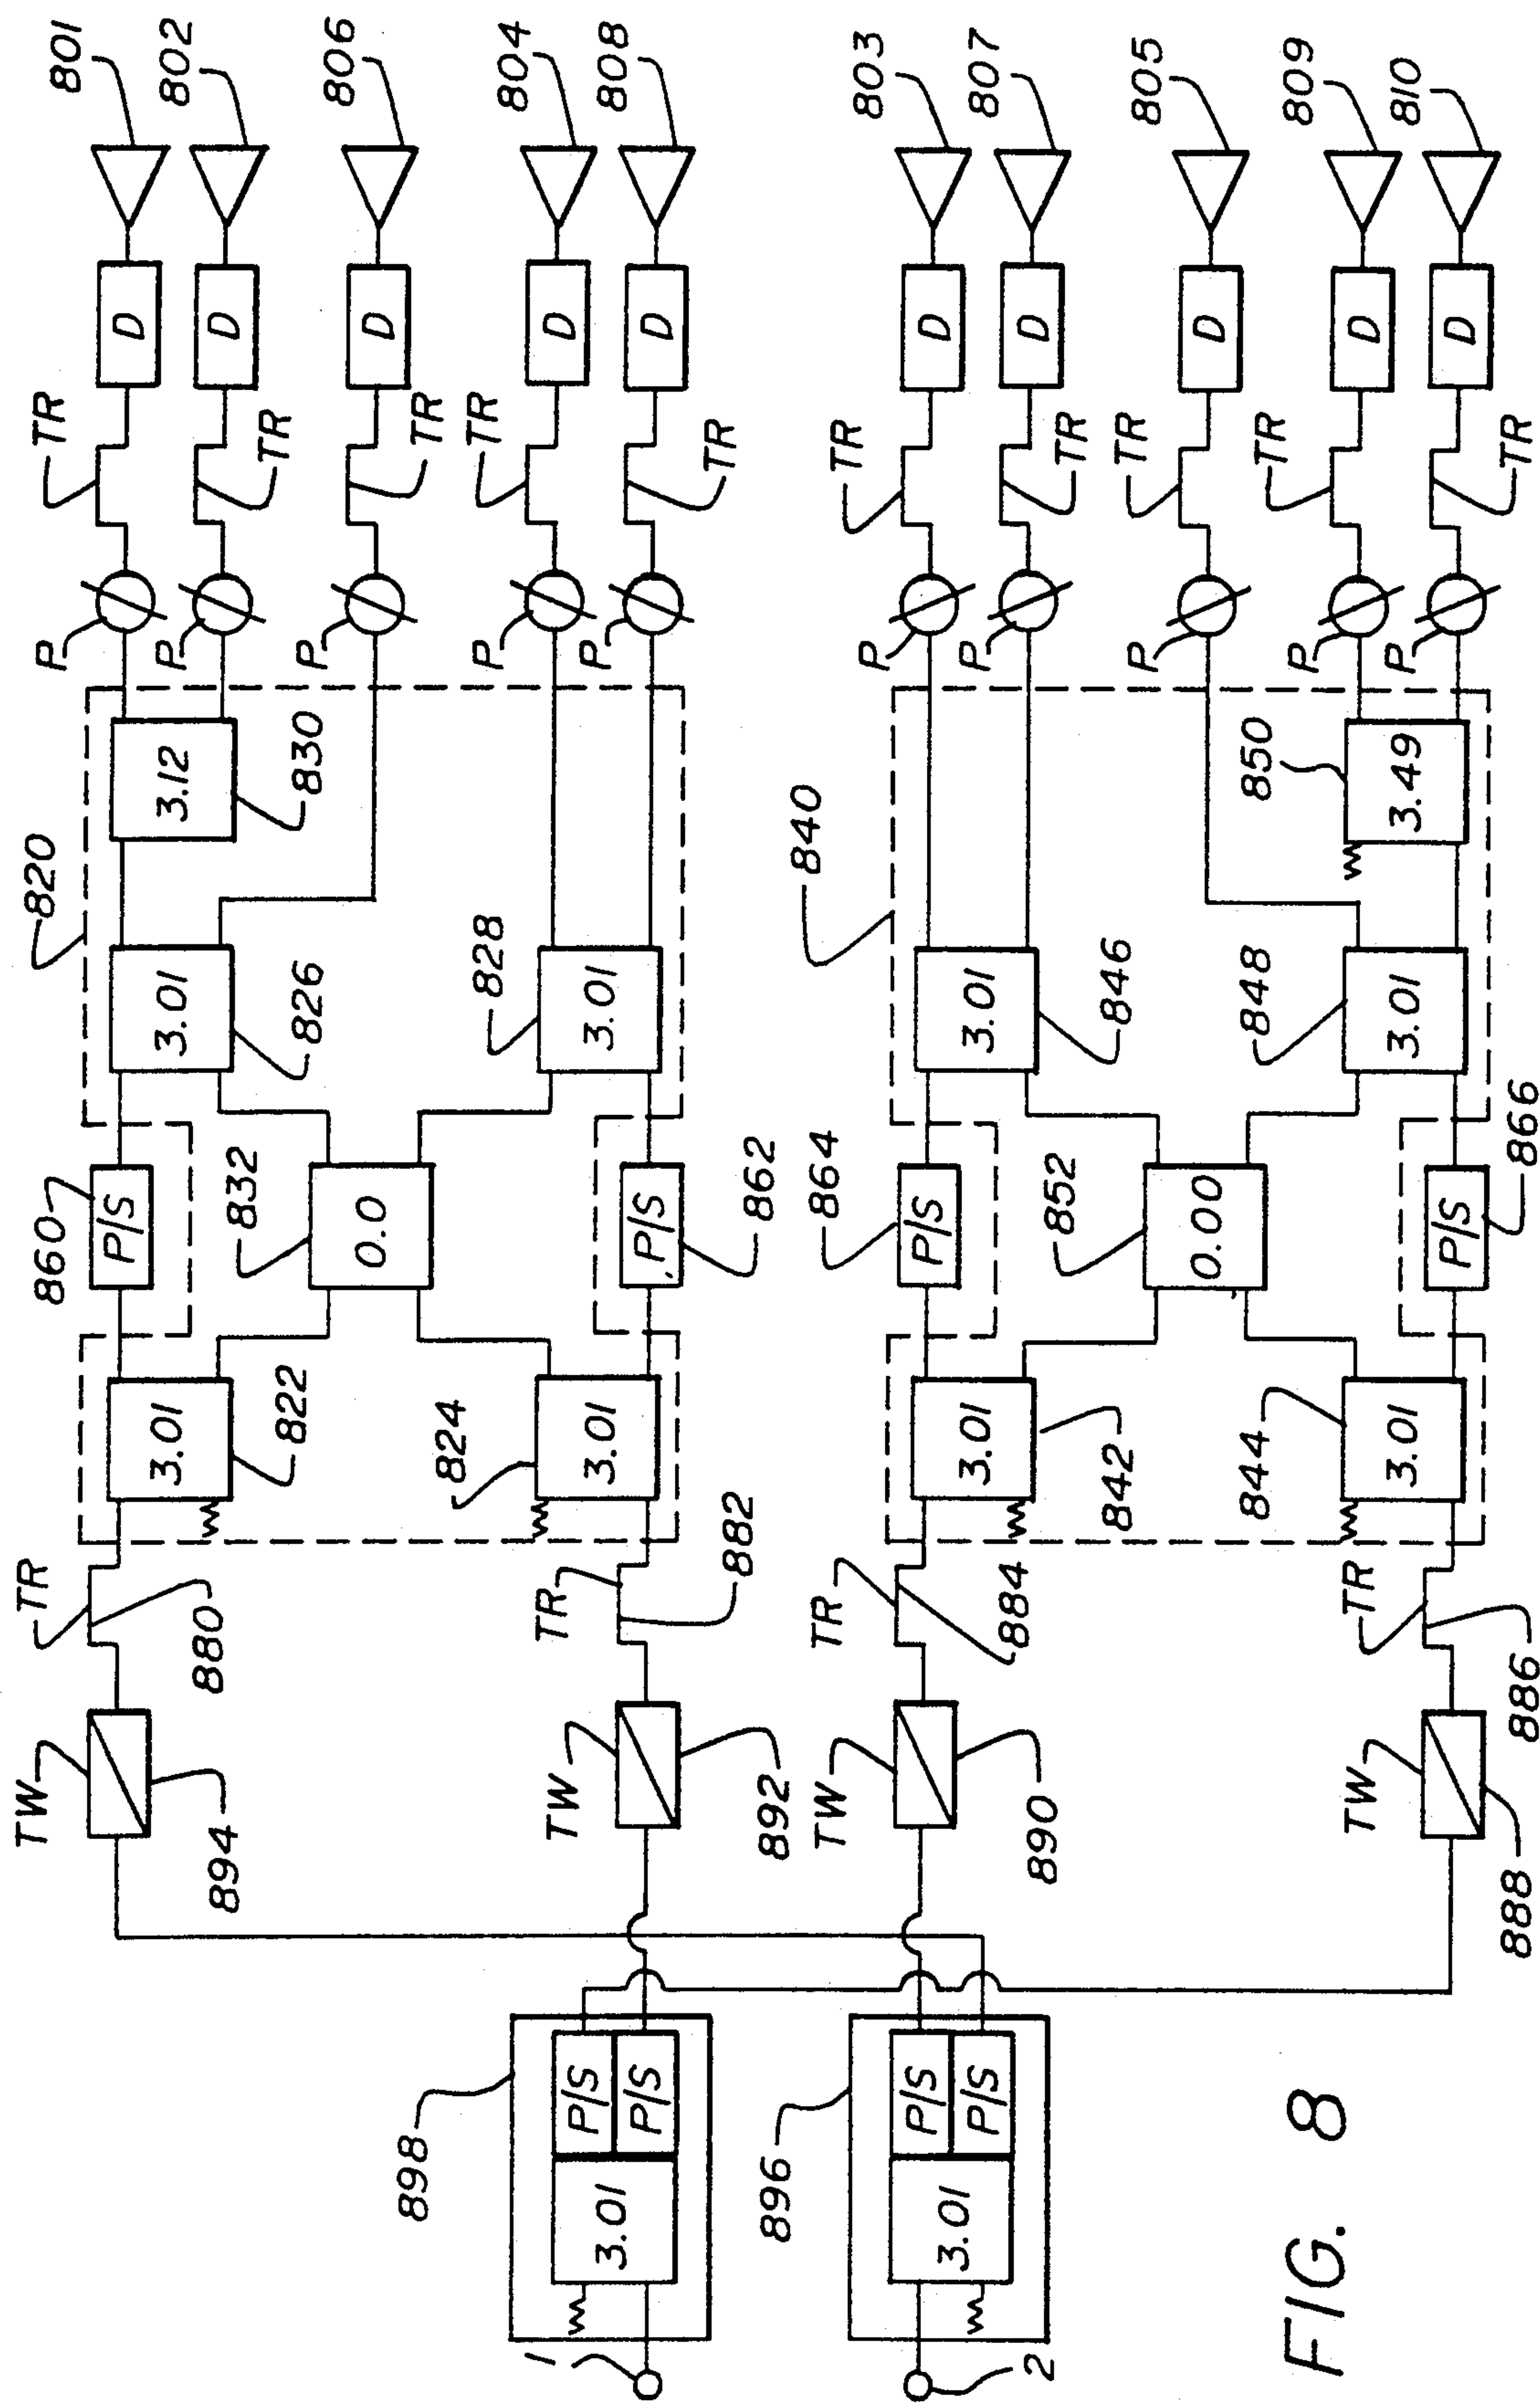 801
802
806
804
808
803
807
805
809
810
D
D
D
D
D
D
D
D
D
D
TR
TR
TR
TR
TR
TR
TR
TR
TR
TR
P
P
P
P
P
P
P
P
P
P
820
3.12
830
840
850
3.49
3.01
826
828
3.01
3.01
846
848
3.01
860
P/S
832
0.0
P/S
862
864
P/S
852
0.00
P/S
866
3.01
822
824
3.01
3.01
842
844
3.01
TR
880
TR
882
TR
884
TR
886
TW
894
TW
892
TW
890
TW
888
898
P/S
P/S
3.01
896
P/S
P/S
3.01
1
2
FIG. 8